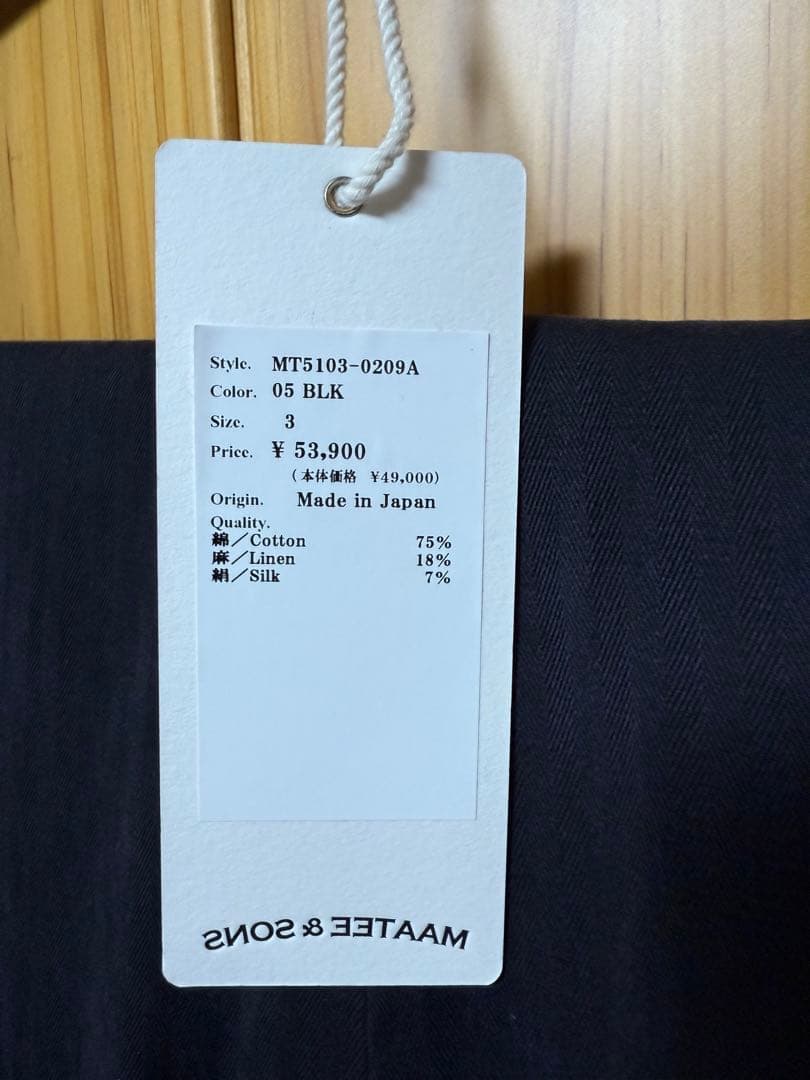 Style. MT5103-0209A
Color. 05 BLK
Size. 3
Price. ¥ 53,900
(本体価格 ¥49,000)
Origin. Made in Japan
Quality.
綿／Cotton 75%
麻／Linen 18%
絹／Silk 7%
MAATEE & SONS